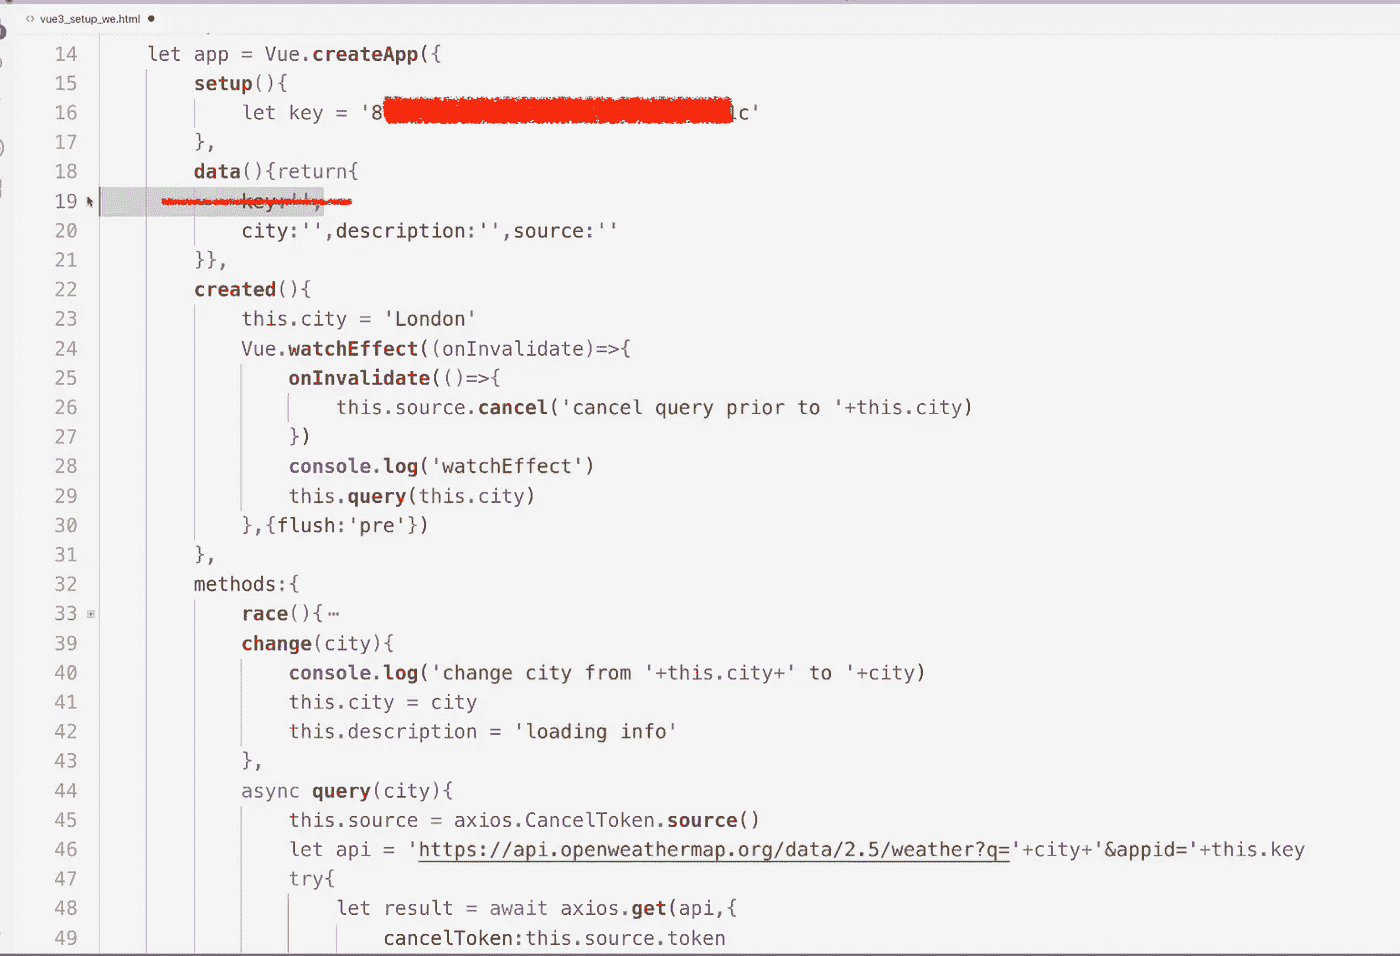 vue3_setup_we.html
14 let app = Vue.createApp({
15 setup(){
16 let key = '8 lc'
17 },
18 data(){return{
19 key:'',
20 city:'',description:'',source:''
21 }},
22 created(){
23 this.city = 'London'
24 Vue.watchEffect((onInvalidate)=>{
25 onInvalidate(()=>{
26 this.source.cancel('cancel query prior to '+this.city)
27 })
28 console.log('watchEffect')
29 this.query(this.city)
30 },{flush:'pre'})
31 },
32 methods:{
33 race(){⋯
39 change(city){
40 console.log('change city from '+this.city+' to '+city)
41 this.city = city
42 this.description = 'loading info'
43 },
44 async query(city){
45 this.source = axios.CancelToken.source()
46 let api = 'https://api.openweathermap.org/data/2.5/weather?q='+city+'&appid='+this.key
47 try{
48 let result = await axios.get(api,{
49 cancelToken:this.source.token